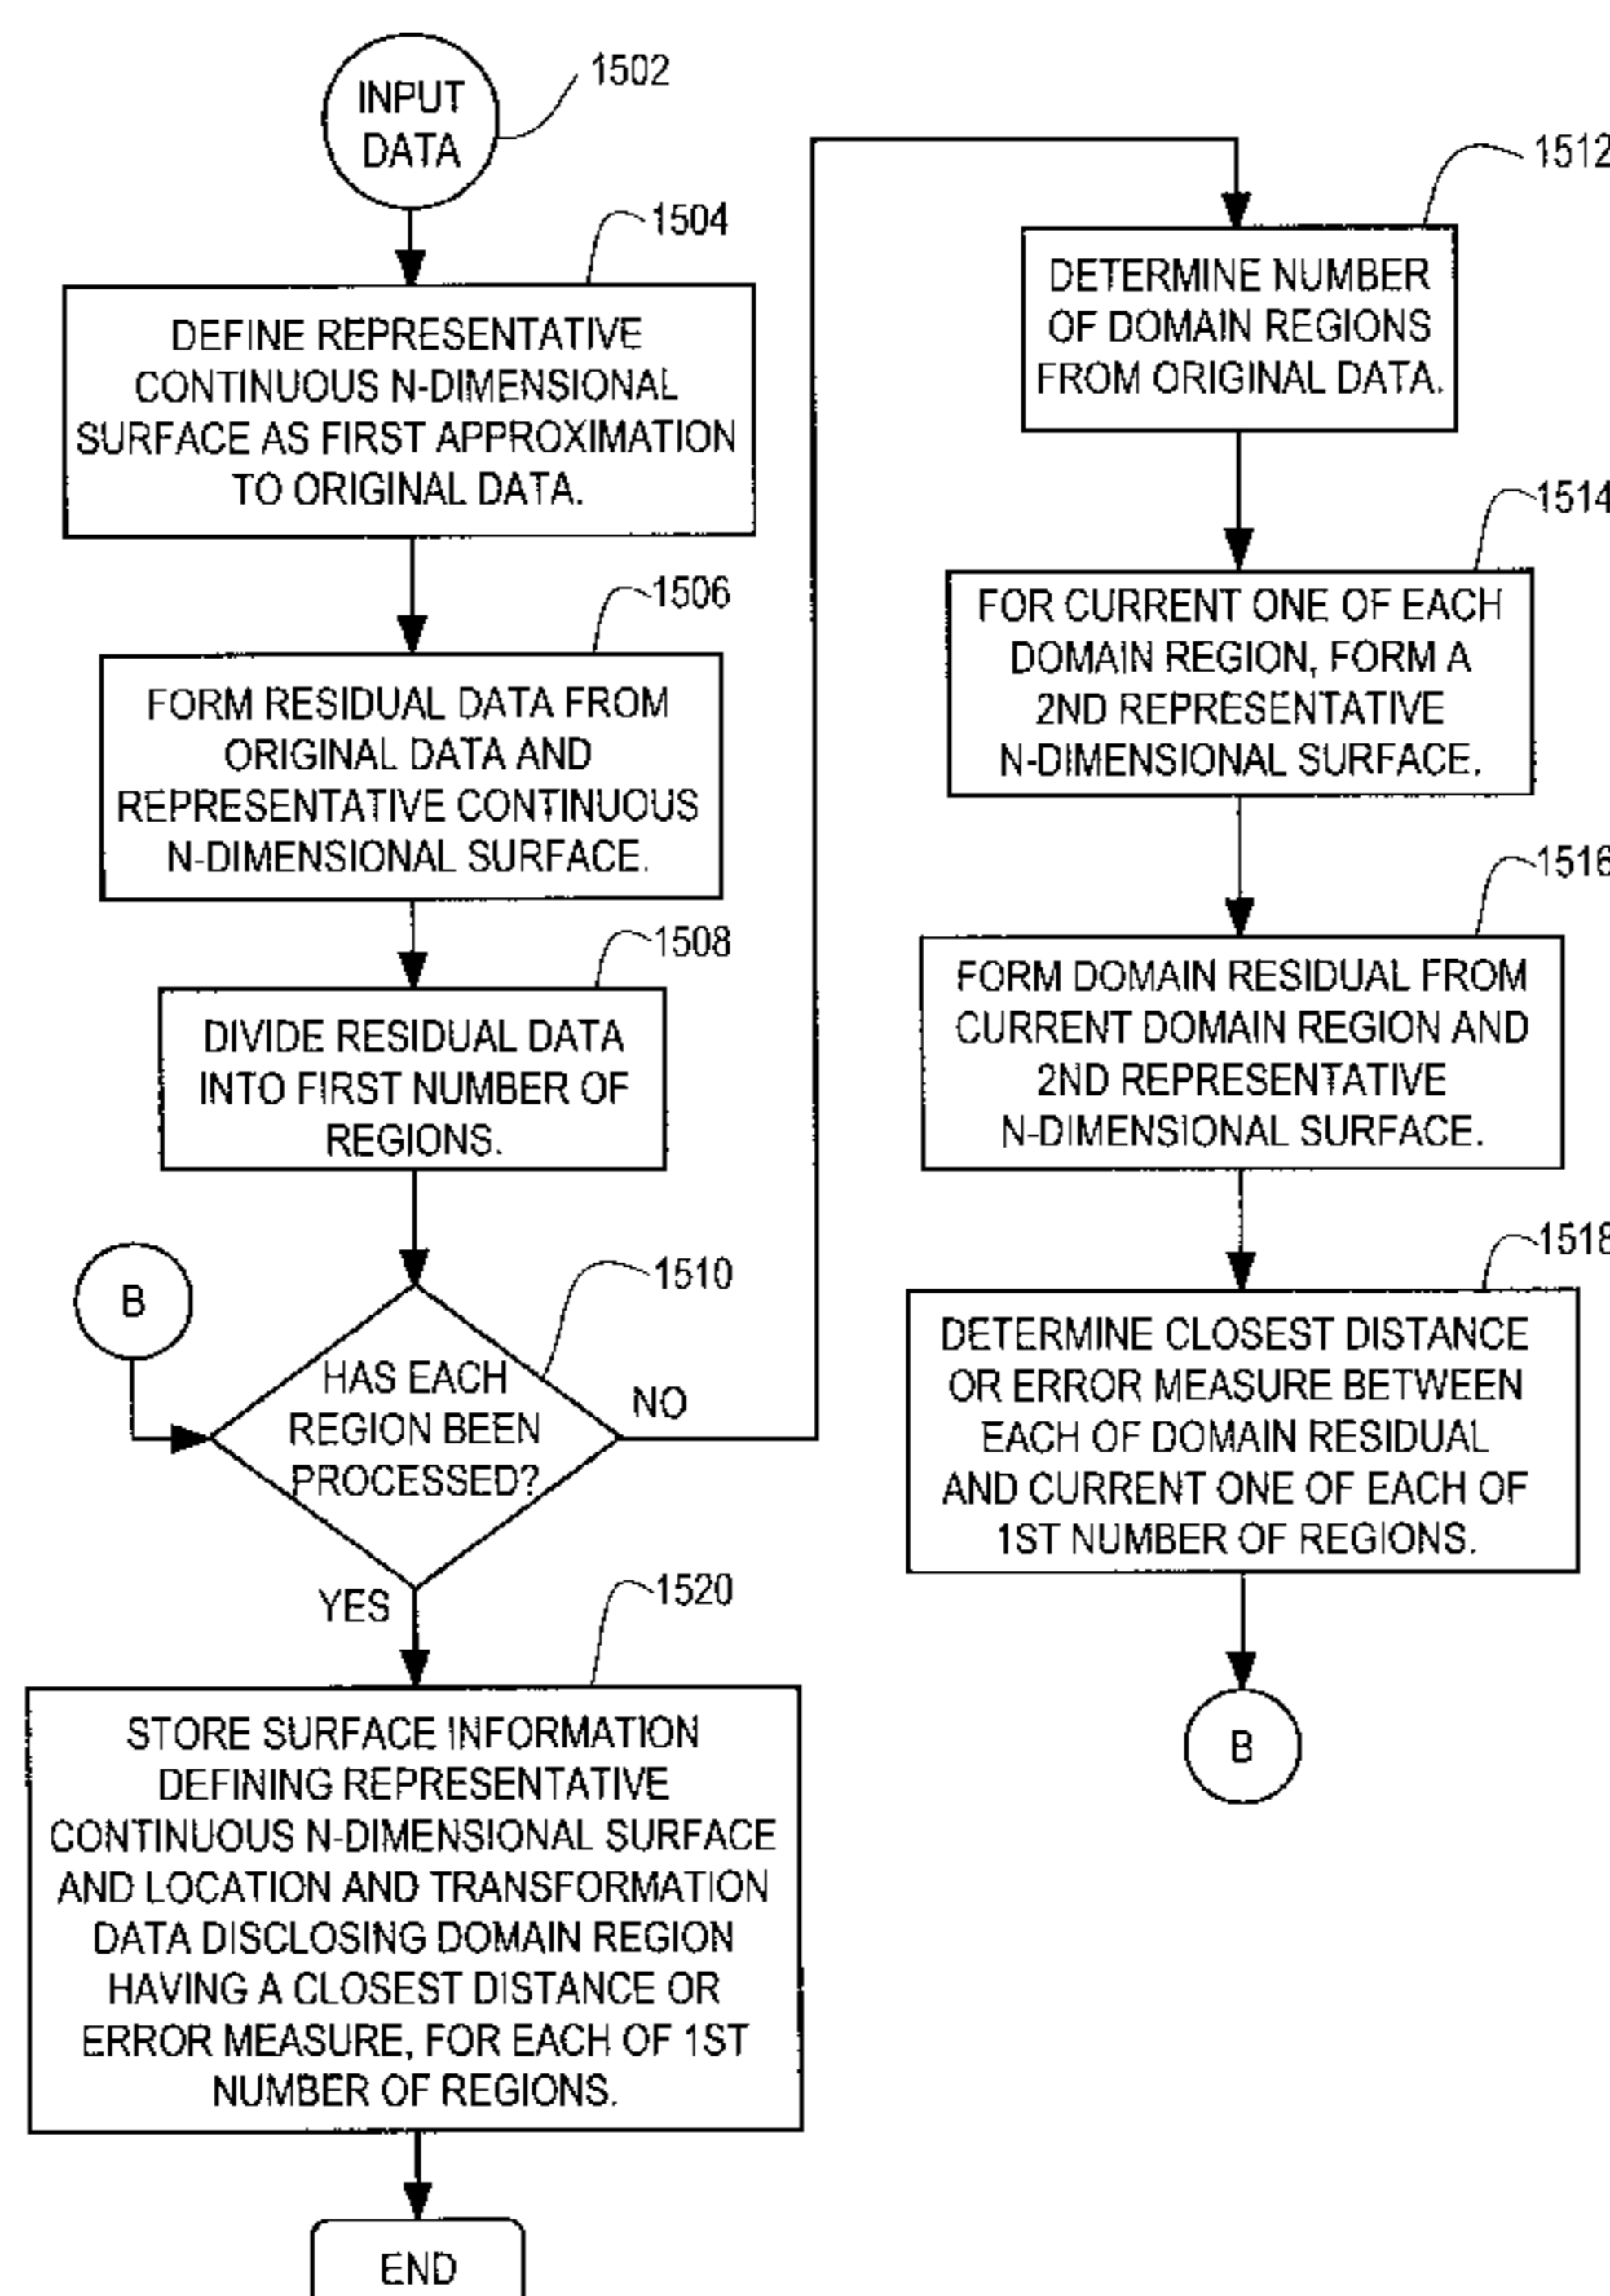 INPUT
DATA
1502
1504
DEFINE REPRESENTATIVE
CONTINUOUS N-DIMENSIONAL
SURFACE AS FIRST APPROXIMATION
TO ORIGINAL DATA.
1506
FORM RESIDUAL DATA FROM
ORIGINAL DATA AND
REPRESENTATIVE CONTINUOUS
N-DIMENSIONAL SURFACE.
1508
DIVIDE RESIDUAL DATA
INTO FIRST NUMBER OF
REGIONS.
B
1510
HAS EACH
REGION BEEN
PROCESSED?
NO
YES
1520
STORE SURFACE INFORMATION
DEFINING REPRESENTATIVE
CONTINUOUS N-DIMENSIONAL SURFACE
AND LOCATION AND TRANSFORMATION
DATA DISCLOSING DOMAIN REGION
HAVING A CLOSEST DISTANCE OR
ERROR MEASURE, FOR EACH OF 1ST
NUMBER OF REGIONS.
END
1512
DETERMINE NUMBER
OF DOMAIN REGIONS
FROM ORIGINAL DATA.
1514
FOR CURRENT ONE OF EACH
DOMAIN REGION, FORM A
2ND REPRESENTATIVE
N-DIMENSIONAL SURFACE.
1516
FORM DOMAIN RESIDUAL FROM
CURRENT DOMAIN REGION AND
2ND REPRESENTATIVE
N-DIMENSIONAL SURFACE.
1518
DETERMINE CLOSEST DISTANCE
OR ERROR MEASURE BETWEEN
EACH OF DOMAIN RESIDUAL
AND CURRENT ONE OF EACH OF
1ST NUMBER OF REGIONS.
B